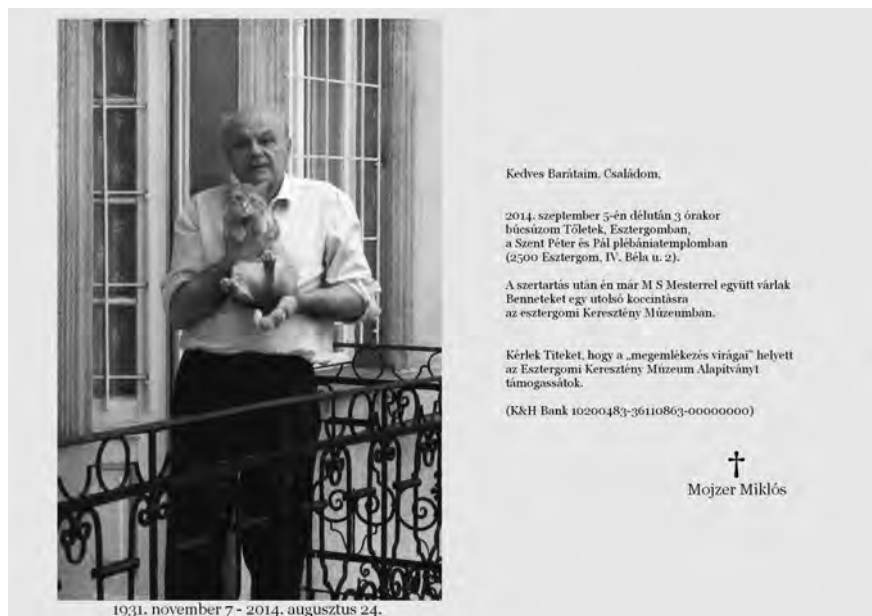 Kedves Barátaim, Családom,
2014. szeptember 5-én délután 3 órakor
búcsúzom Tőletek, Esztergomban,
a Szent Péter és Pál plébániatemplomban
(2500 Esztergom, IV. Béla u. 2).
A szertartás után én már M S Mesterrel együtt várlak
Benneteket egy utolsó koccintásra
az esztergomi Keresztény Múzeumban.
Kérlek Titeket, hogy a „megemlékezés virágai” helyett
az Esztergomi Keresztény Múzeum Alapítványt
támogassátok.
(K&H Bank 10200483-36110863-00000000)
†
Mojzer Miklós
1931. november 7 - 2014. augusztus 24.